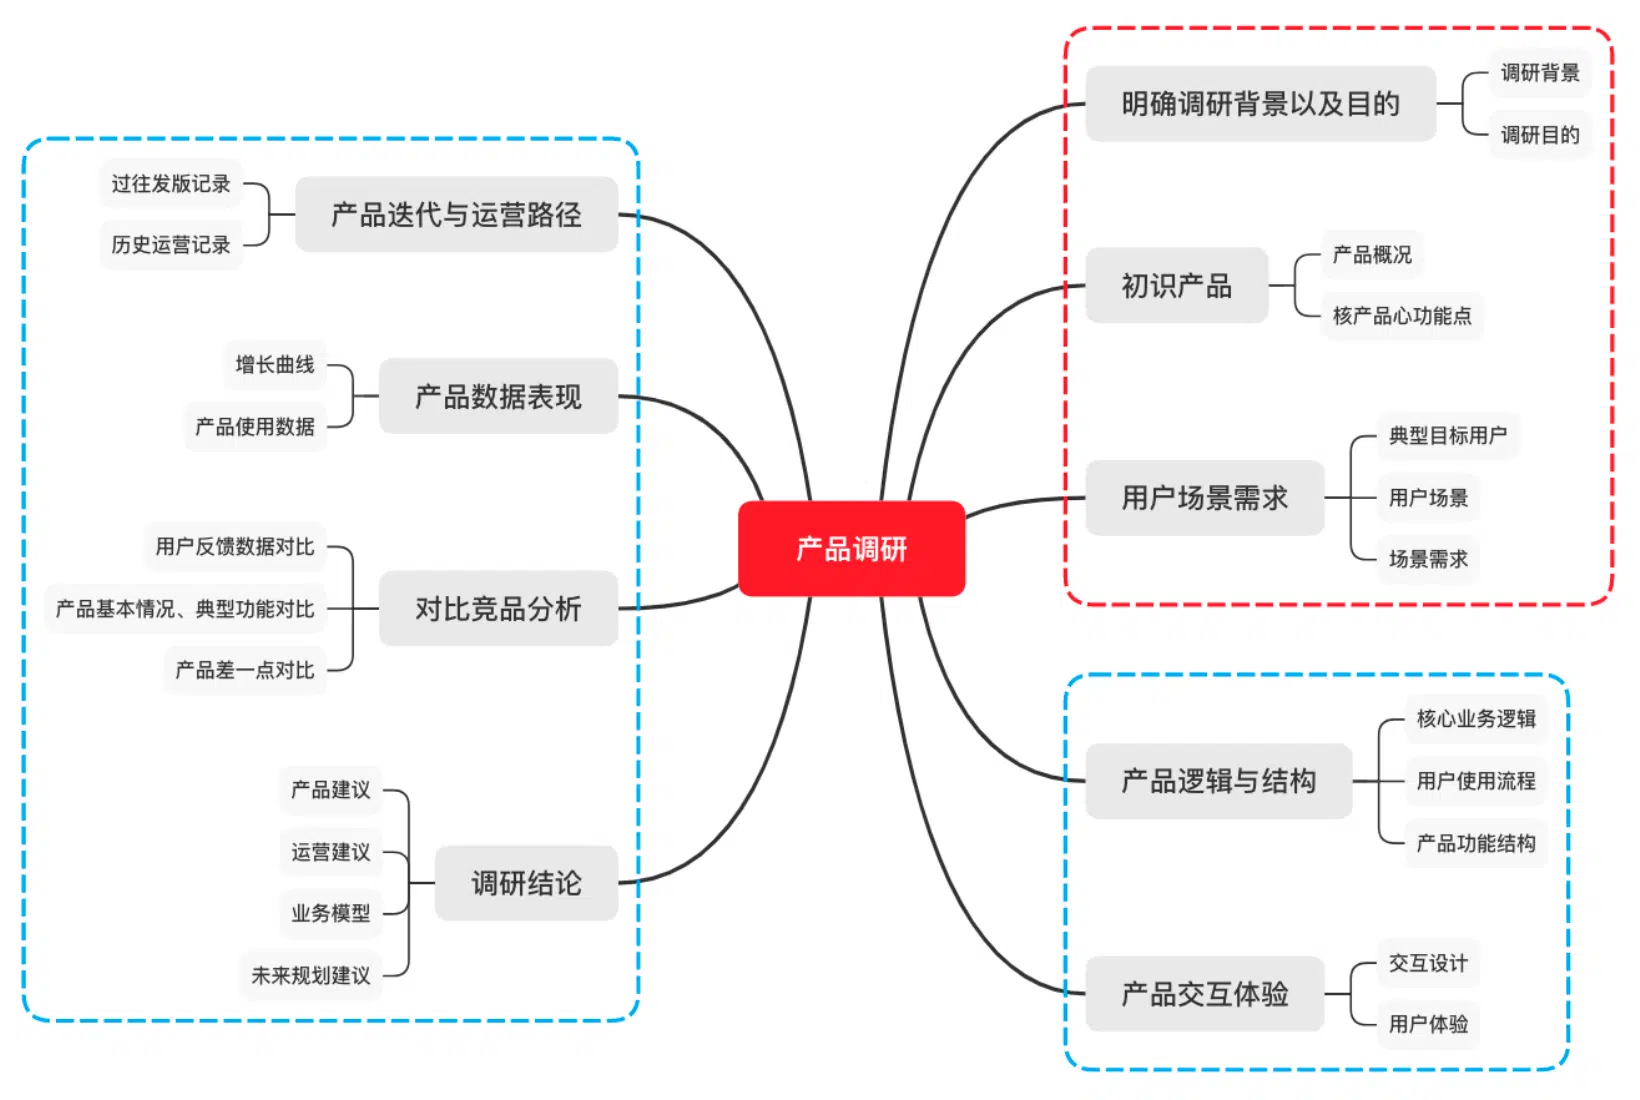 产品调研
明确调研背景以及目的
调研背景
调研目的
初识产品
产品概况
核产品心功能点
用户场景需求
典型目标用户
用户场景
场景需求
产品逻辑与结构
核心业务逻辑
用户使用流程
产品功能结构
产品交互体验
交互设计
用户体验
产品迭代与运营路径
过往发版记录
历史运营记录
产品数据表现
增长曲线
产品使用数据
对比竞品分析
用户反馈数据对比
产品基本情况、典型功能对比
产品差一点对比
调研结论
产品建议
运营建议
业务模型
未来规划建议